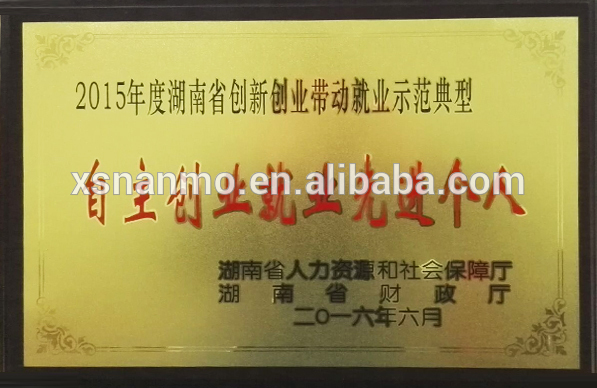 2015年度湖南省创新创业带动就业示范典型
xsnanmo.en.alibaba.com
自主创业就业先进个人
湖南省人力资源和社会保障厅
湖南省财政厅
二〇一六年六月